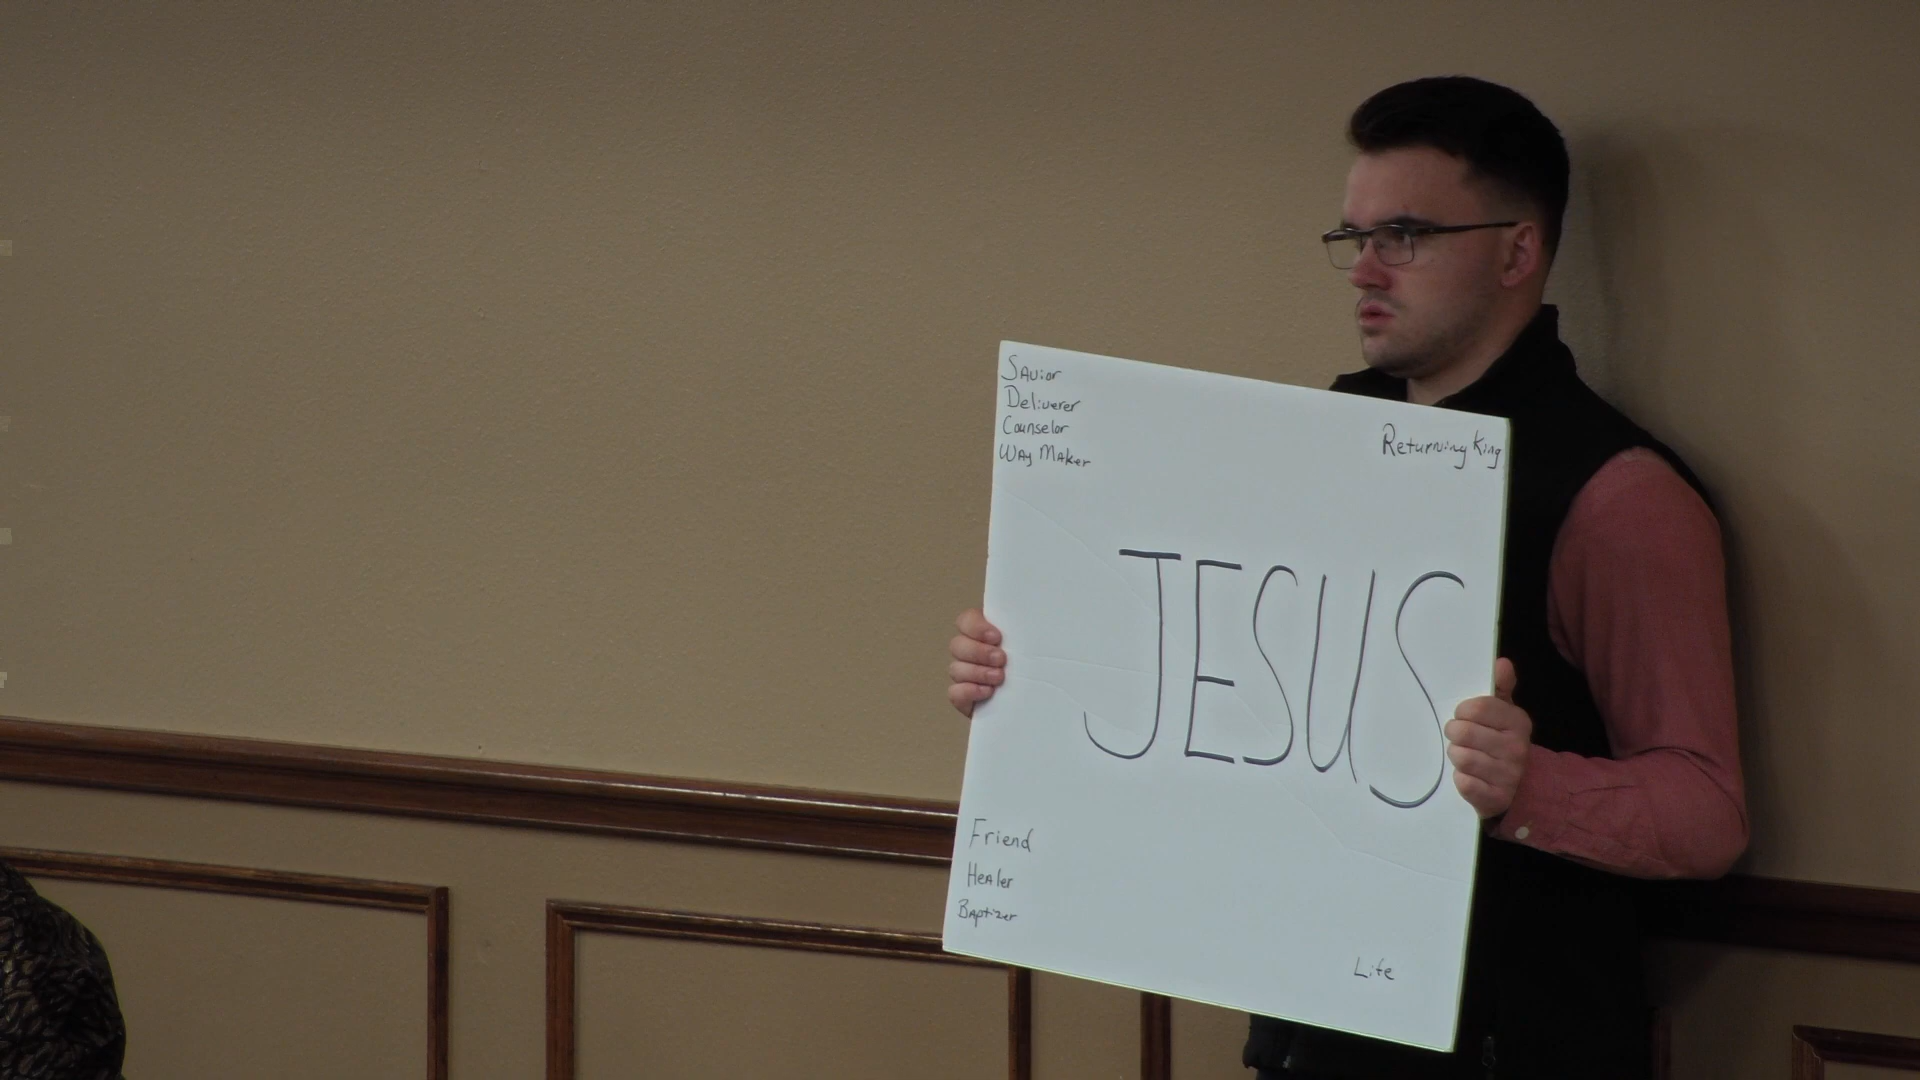 Savior
Deliverer
Counselor
Way Maker
Returning King
JESUS
Friend
Healer
Baptizer
Life